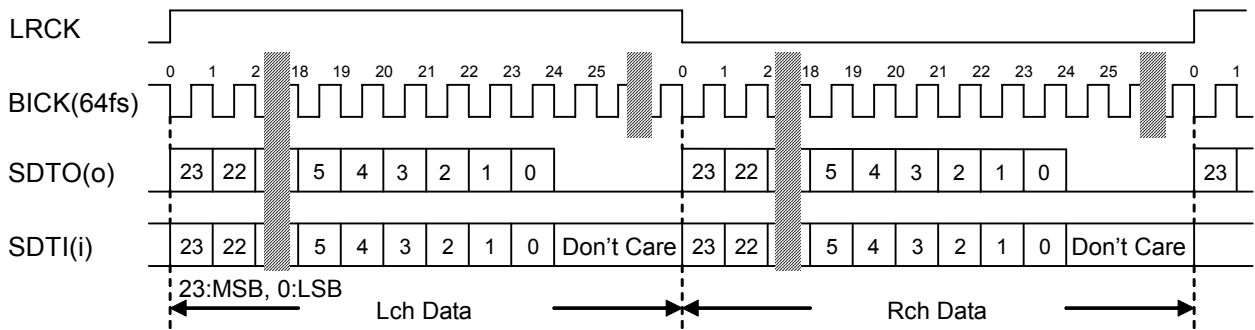 LRCK
0 1 2 18 19 20 21 22 23 24 25 0 1 2 18 19 20 21 22 23 24 25 0 1
BICK(64fs)
SDTO(o) 23 22 5 4 3 2 1 0 23 22 5 4 3 2 1 0 23
SDTI(i) 23 22 5 4 3 2 1 0 Don't Care 23 22 5 4 3 2 1 0 Don't Care
23:MSB, 0:LSB
Lch Data Rch Data